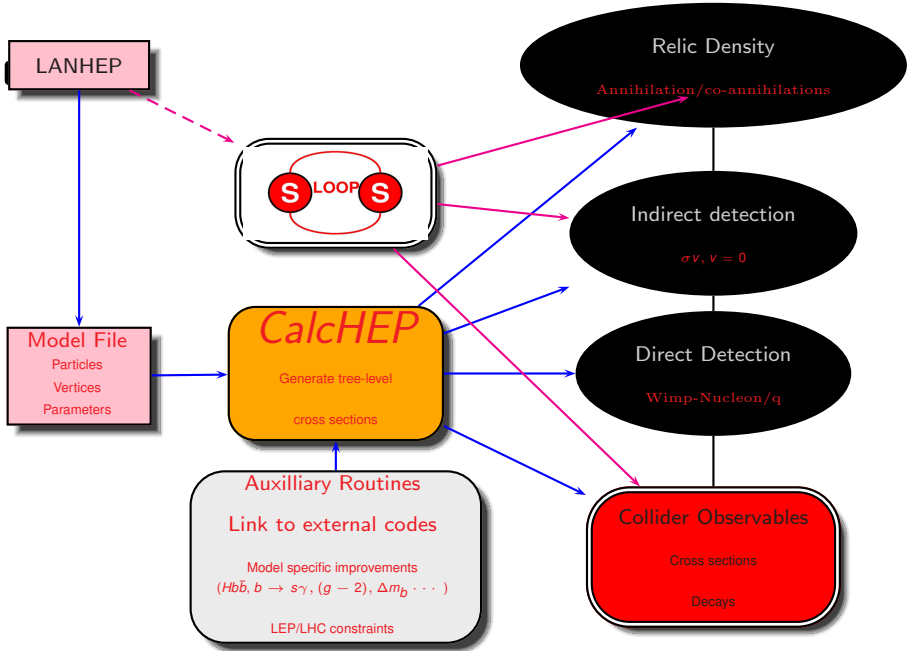 LANHEP
Relic Density
Annihilation/co-annihilations
S LOOP S
Indirect detection
σv, v = 0
Model File
Particles
Vertices
Parameters
CalcHEP
Generate tree-level
cross sections
Direct Detection
Wimp-Nucleon/q
Auxilliary Routines
Link to external codes
Model specific improvements
(Hbb̄, b → sγ, (g − 2), Δm_b · · · )
LEP/LHC constraints
Collider Observables
Cross sections
Decays